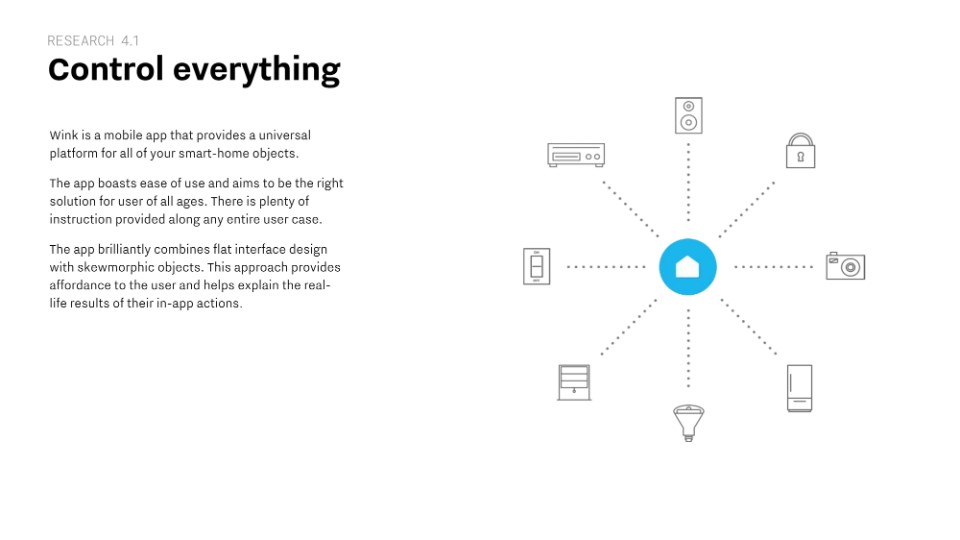 RESEARCH 4.1
Control everything
Wink is a mobile app that provides a universal
platform for all of your smart-home objects.
The app boasts ease of use and aims to be the right
solution for user of all ages. There is plenty of
instruction provided along any entire user case.
The app brilliantly combines flat interface design
with skewmorphic objects. This approach provides
affordance to the user and helps explain the real-
life results of their in-app actions.